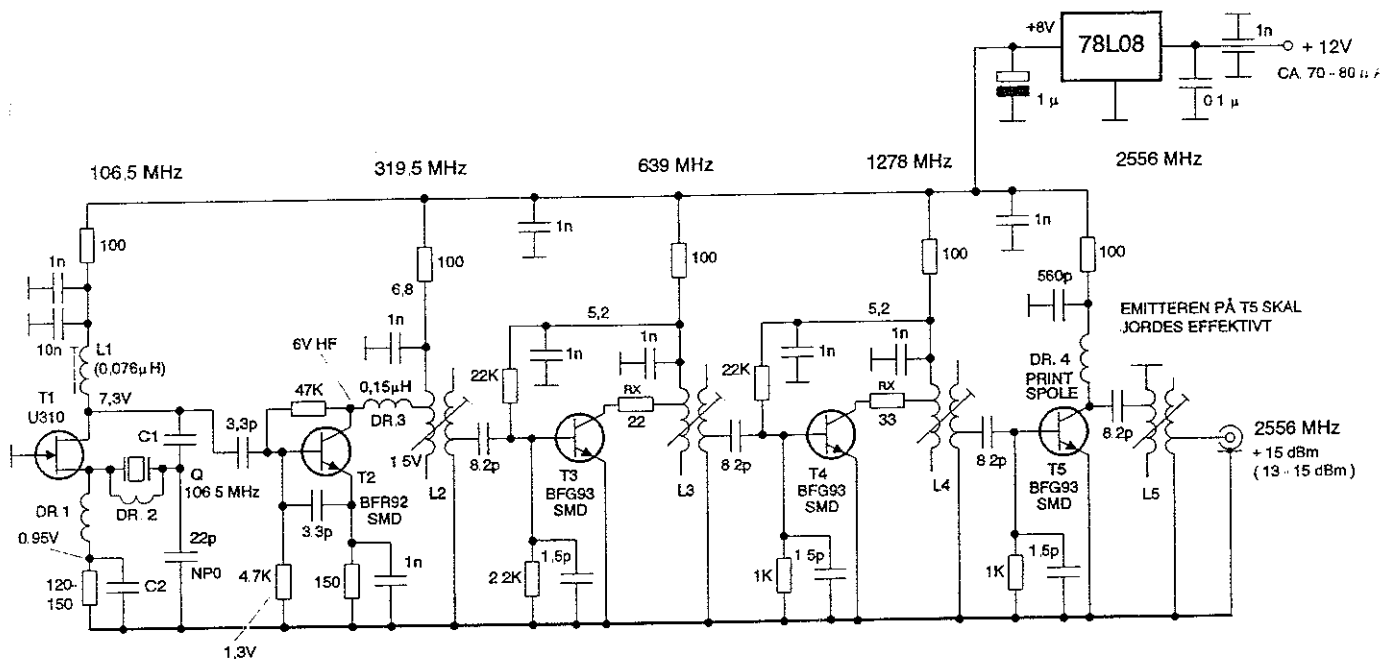 +8V
78L08
1n
+ 12V
CA. 70 - 80
1 µ
0.1 µ
106,5 MHz
319,5 MHz
639 MHz
1278 MHz
2556 MHz
100
1n
10n
L1
(0,076µH)
7,3V
T1
U310
C1
Q
106 5 MHz
DR.1
DR. 2
0.95V
22p
NP0
120-
150
C2
6V HF
47K
3,3p
T2
BFR92
SMD
3.3p
4.7K
1,3V
150
1n
0,15µH
DR.3
100
6,8
1n
1 5V
L2
8.2p
1n
5,2
22K
1n
100
1n
RX
22
T3
BFG93
SMD
2.2K
1,5p
L3
8 2p
5,2
22K
1n
100
1n
RX
33
T4
BFG93
SMD
1K
1 5p
L4
8 2p
1n
100
560p
DR. 4
PRINT
SPOLE
EMITTEREN PÅ T5 SKAL
JORDES EFFEKTIVT
T5
BFG93
SMD
1K
1,5p
8 2p
L5
2556 MHz
+ 15 dBm
( 13 - 15 dBm )